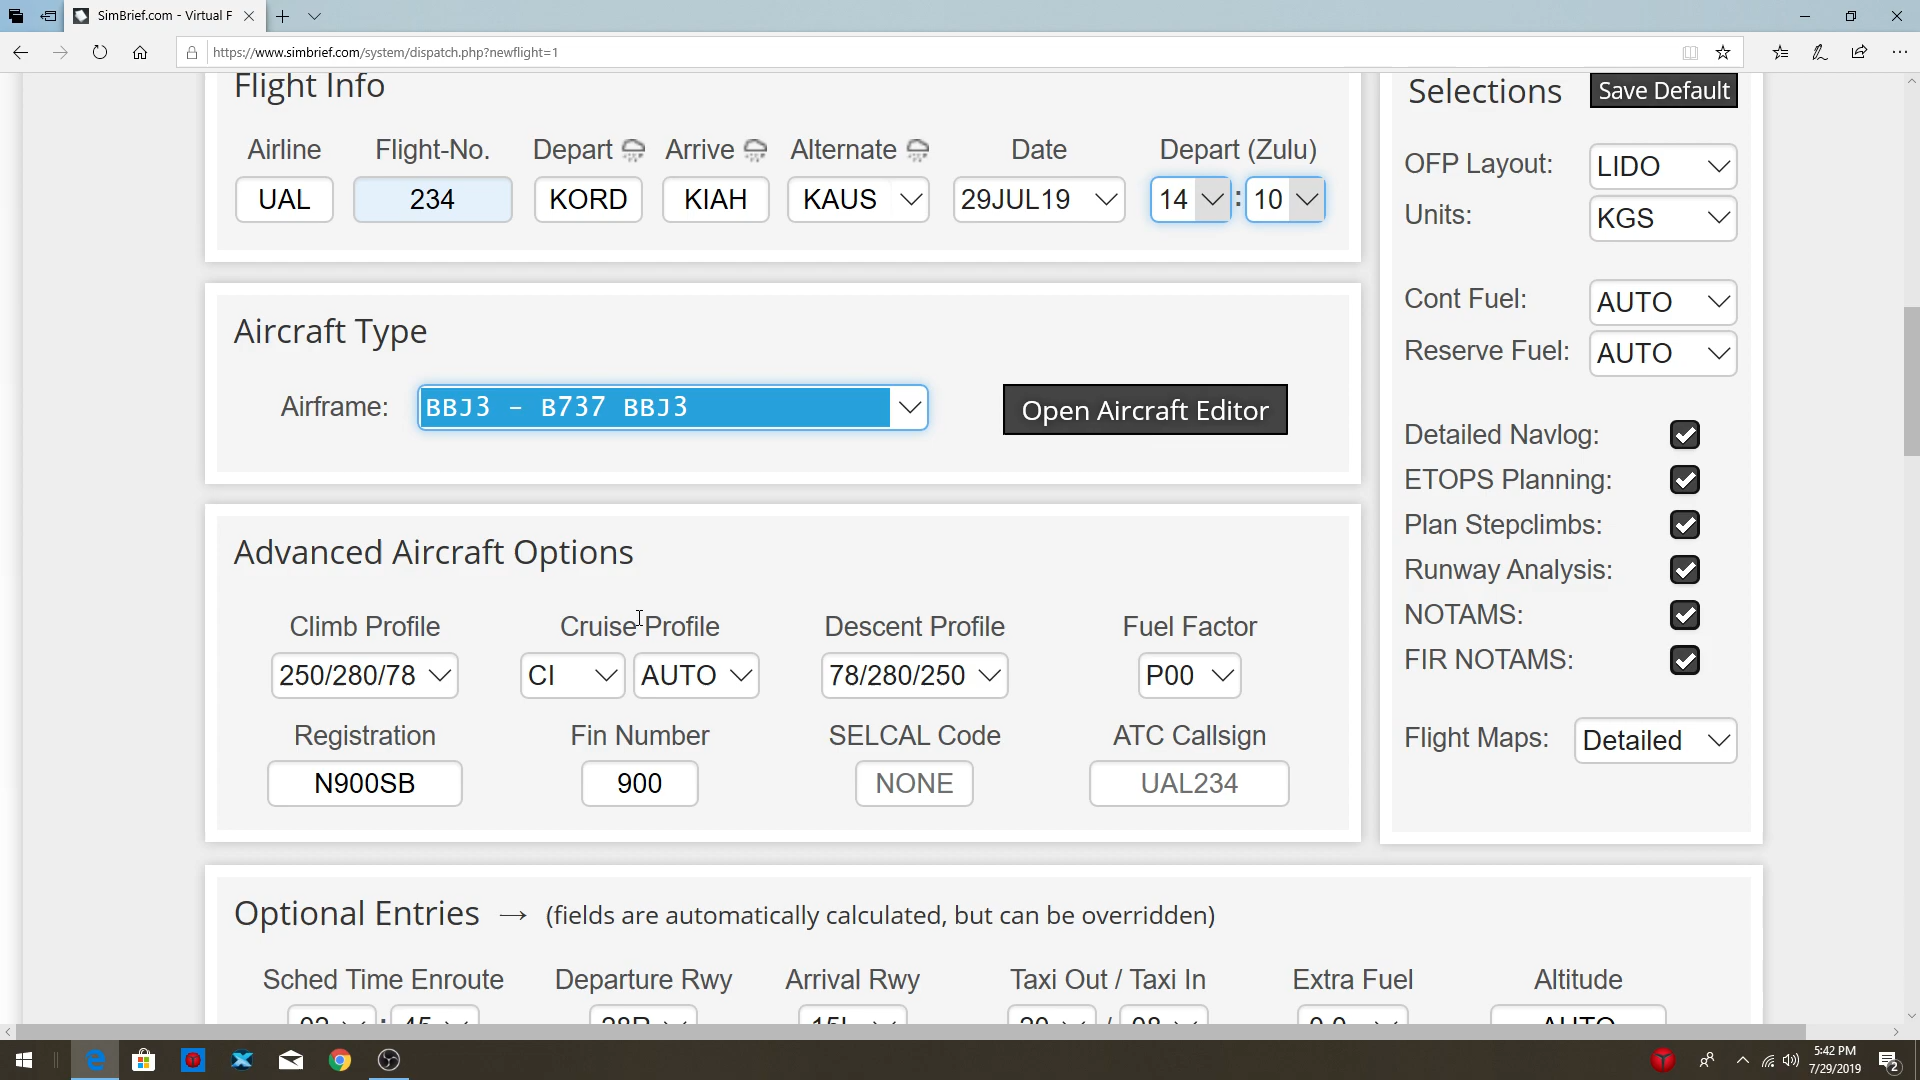 SimBrief.com - Virtual F
https://www.simbrief.com/system/dispatch.php?newflight=1
Flight Info
Airline Flight-No. Depart Arrive Alternate Date Depart (Zulu)
UAL 234 KORD KIAH KAUS 29JUL19 14 : 10
Aircraft Type
Airframe: BBJ3 - B737 BBJ3 Open Aircraft Editor
Advanced Aircraft Options
Climb Profile Cruise Profile Descent Profile Fuel Factor
250/280/78 CI AUTO 78/280/250 P00
Registration Fin Number SELCAL Code ATC Callsign
N900SB 900 NONE UAL234
Selections Save Default
OFP Layout: LIDO
Units: KGS
Cont Fuel: AUTO
Reserve Fuel: AUTO
Detailed Navlog:
ETOPS Planning:
Plan Stepclimbs:
Runway Analysis:
NOTAMS:
FIR NOTAMS:
Flight Maps: Detailed
Optional Entries → (fields are automatically calculated, but can be overridden)
Sched Time Enroute Departure Rwy Arrival Rwy Taxi Out / Taxi In Extra Fuel Altitude
AUTO
5:42 PM
7/29/2019
2